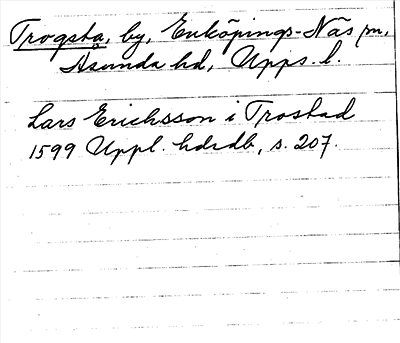 Trogsta, by, Enköpings-Näs sn,
Åsunda hd, Upps. l.
Lars Erichsson i Trostad
1599 Uppl. hdrdb, s. 207.